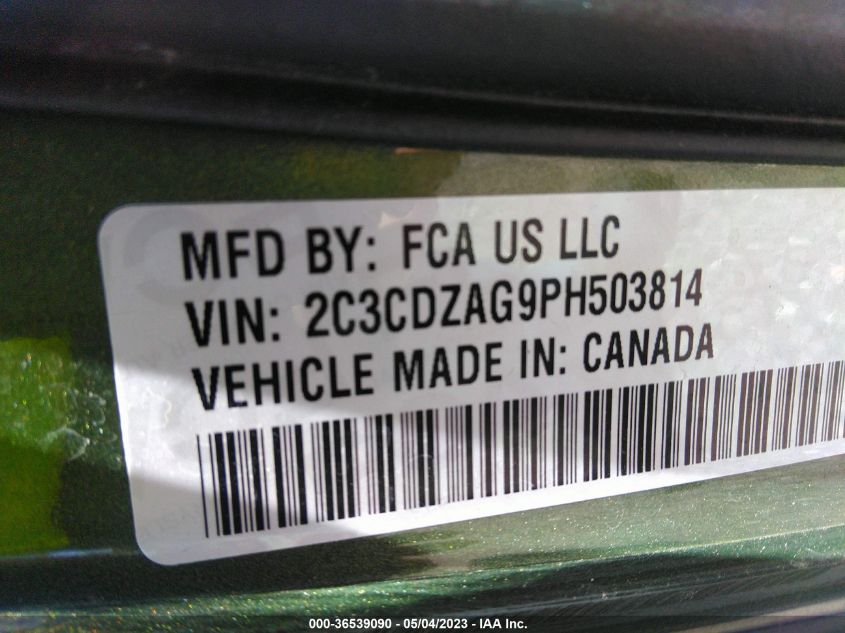 MFD BY: FCA US LLC
VIN: 2C3CDZAG9PH503814
VEHICLE MADE IN: CANADA
000-36539090 - 05/04/2023 - IAA Inc.